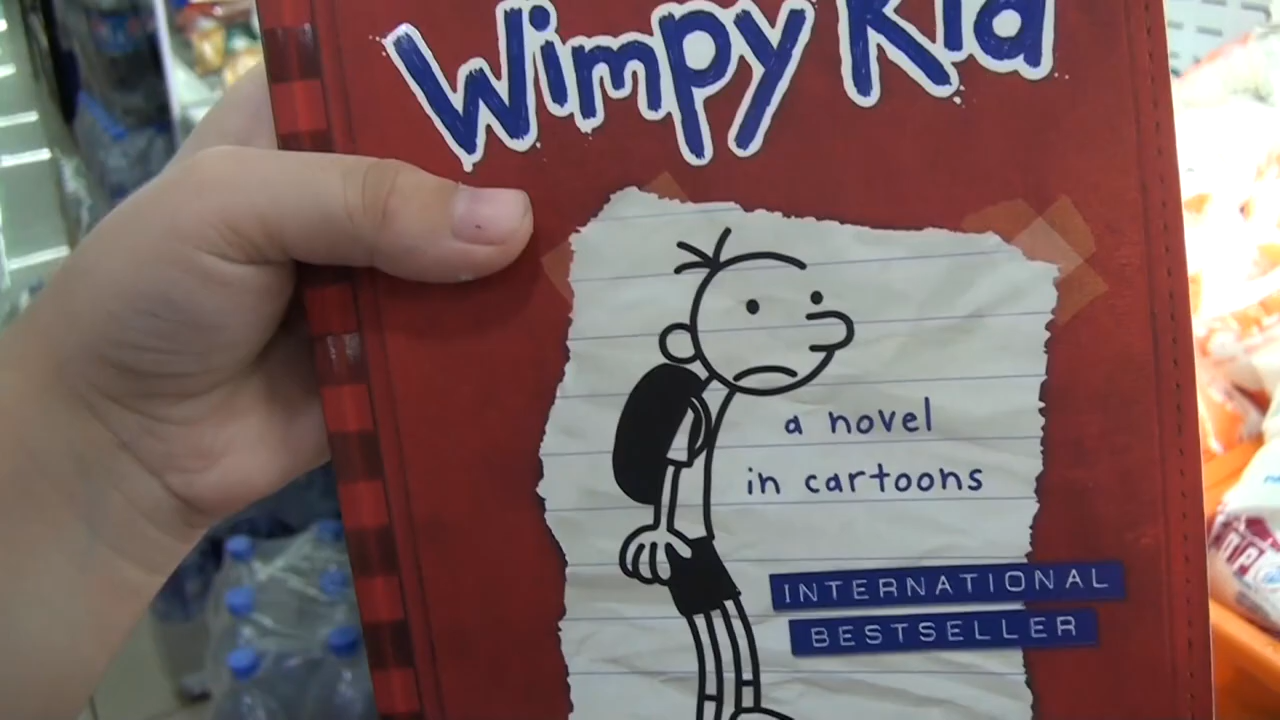 Wimpy Kid
a novel
in cartoons
INTERNATIONAL
BESTSELLER